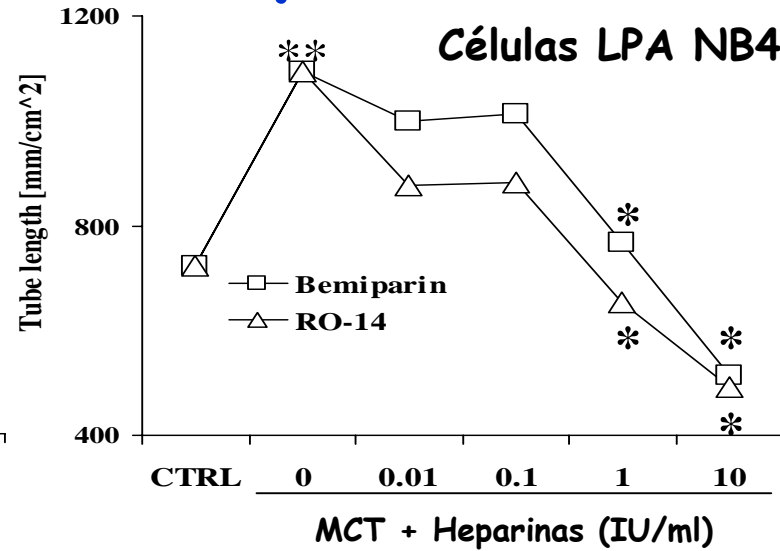 1200
Células LPA NB4
**
Tube length [mm/cm^2]
800
*
Bemiparin
RO-14
*
*
*
400
CTRL 0 0.01 0.1 1 10
MCT + Heparinas (IU/ml)